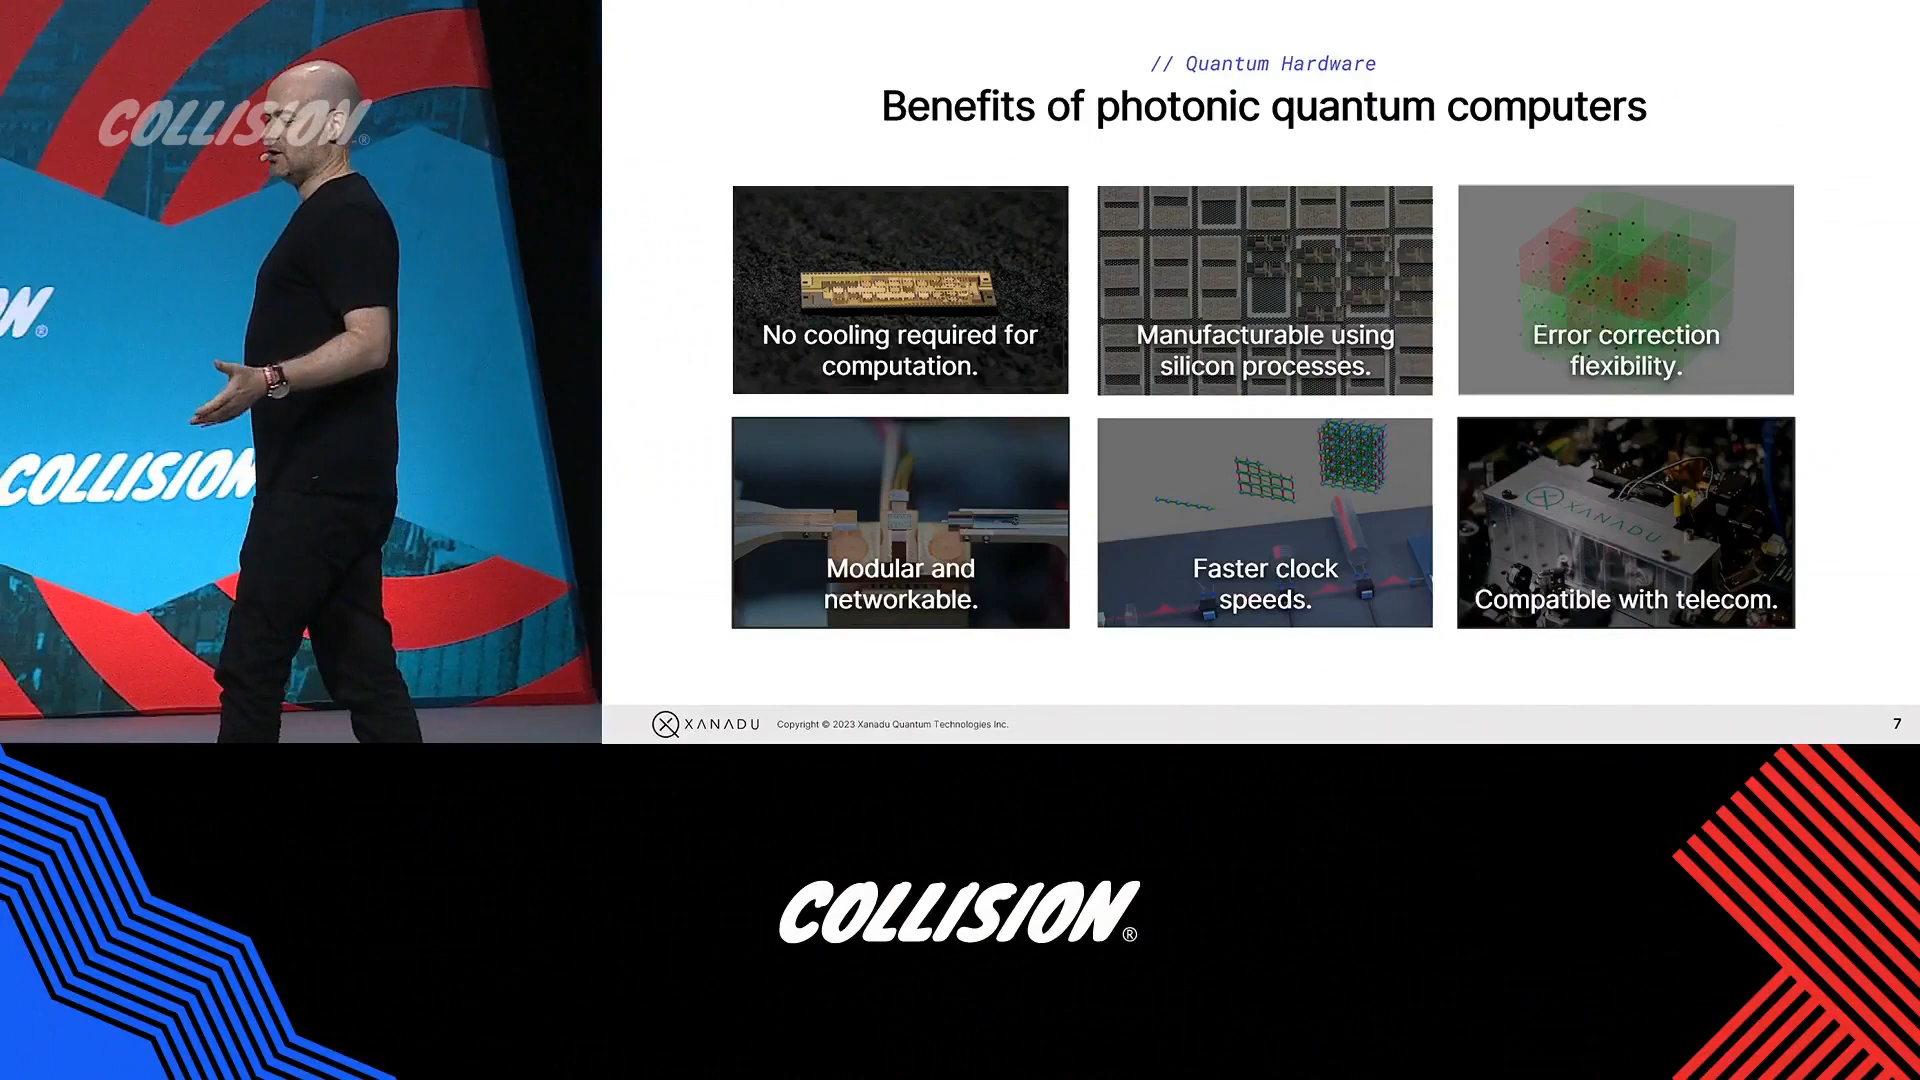 COLLISION®
N®
COLLISION
// Quantum Hardware
Benefits of photonic quantum computers
No cooling required for
computation.
Manufacturable using
silicon processes.
Error correction
flexibility.
Modular and
networkable.
Faster clock
speeds.
XANADU
Compatible with telecom.
XANADU
Copyright © 2023 Xanadu Quantum Technologies Inc.
7
COLLISION®